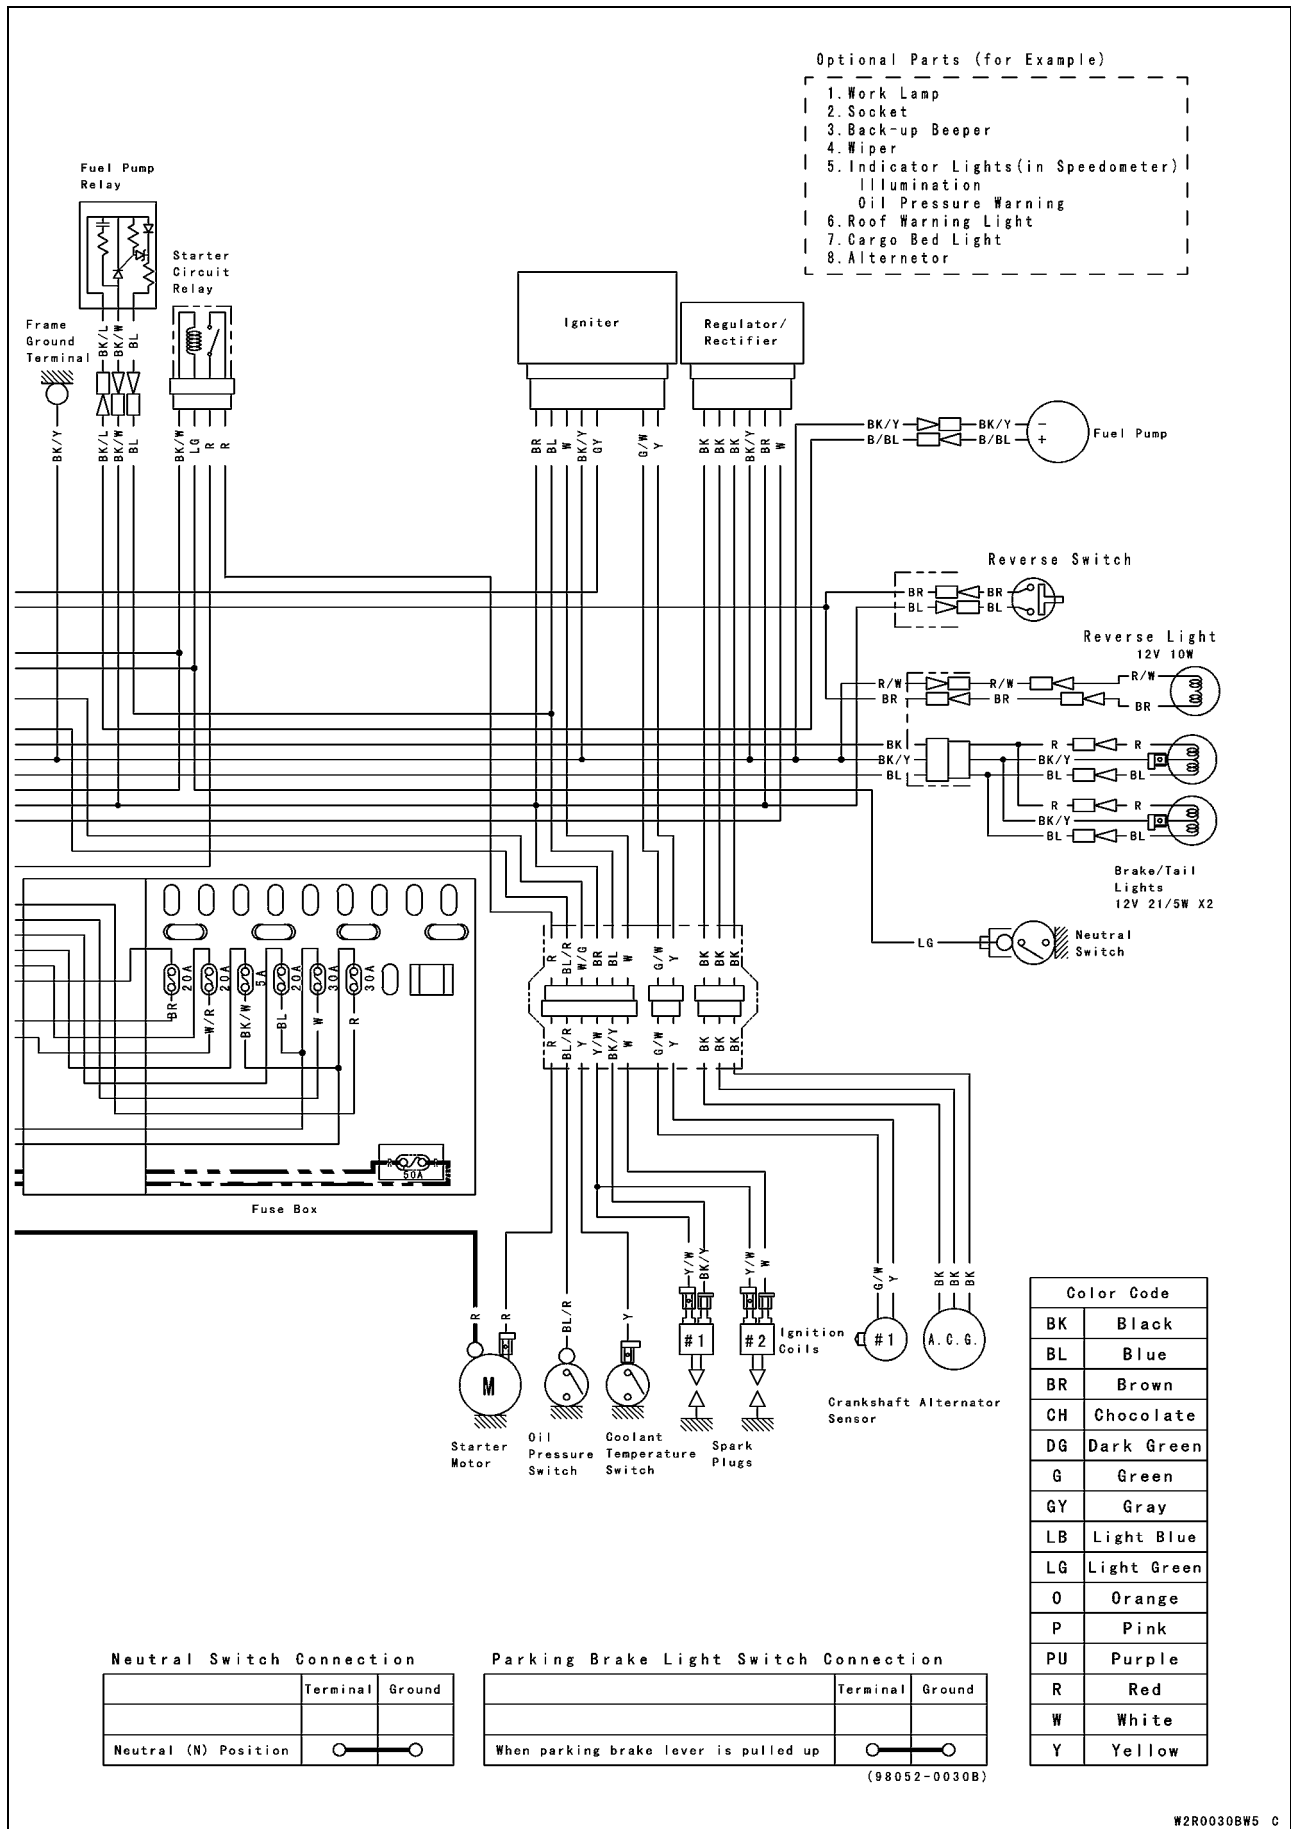 Optional Parts (for Example)
1. Work Lamp
2. Socket
3. Back-up Beeper
4. Wiper
5. Indicator Lights(in Speedometer)
Illumination
Oil Pressure Warning
6. Roof Warning Light
7. Cargo Bed Light
8. Alternetor
Fuel Pump
Relay
Starter
Circuit
Relay
Frame
Ground
Terminal
Igniter
Regulator/
Rectifier
BK/L BK/W BL
BK/Y BK/L BK/W BL BK/W LG R R
BR BL W BK/Y GY G/W Y BK BK BK BK/Y BR W
BK/Y BK/Y -
B/BL B/BL +
Fuel Pump
Reverse Switch
BR BR
BL BL
Reverse Light
12V 10W
R/W R/W R/W
BR BR BR
BK R R
BK/Y BK/Y
BL BL BL
R R
BK/Y
BL BL
Brake/Tail
Lights
12V 21/5W X2
LG
Neutral
Switch
20A 20A 5A 20A 30A 30A
BR W/R BK/W BL W R
R R
50A
Fuse Box
R BL/R W/G BR BL W G/W Y BK BK BK
R BL/R Y Y/W BK/Y W G/W Y BK BK BK
R R BL/R Y Y/W BK/Y Y/W W G/W Y BK BK BK
M
#1 #2
Ignition
Coils
#1
A.C.G.
Starter
Motor
Oil
Pressure
Switch
Coolant
Temperature
Switch
Spark
Plugs
Crankshaft
Sensor
Alternator
Color Code
BK Black
BL Blue
BR Brown
CH Chocolate
DG Dark Green
G Green
GY Gray
LB Light Blue
LG Light Green
O Orange
P Pink
PU Purple
R Red
W White
Y Yellow
Neutral Switch Connection
Terminal Ground
Neutral (N) Position
Parking Brake Light Switch Connection
Terminal Ground
When parking brake lever is pulled up
(98052-0030B)
W2R0030BW5 C